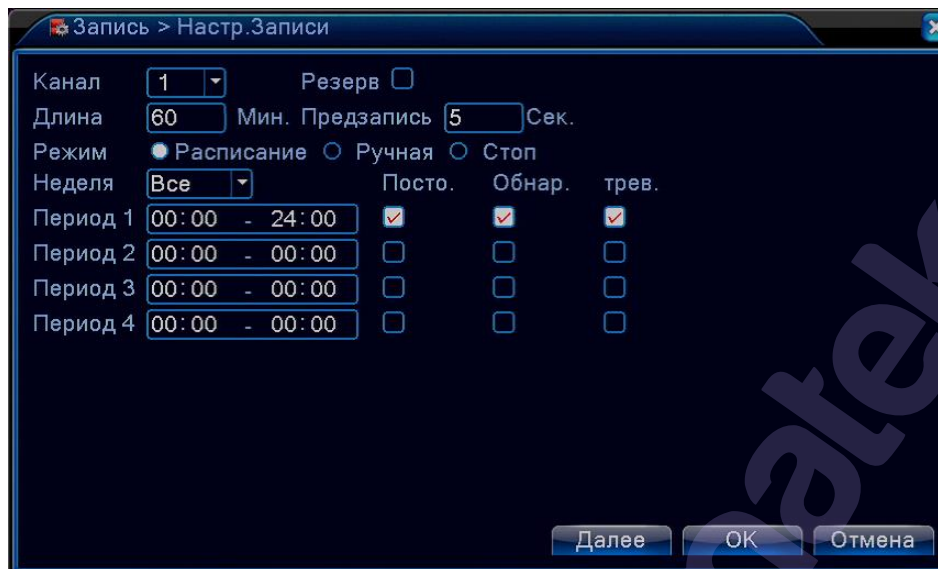 Запись > Настр.Записи
Канал 1 Резерв
Длина 60 Мин. Предзапись 5 Сек.
Режим Расписание Ручная Стоп
Неделя Все Посто. Обнар. трев.
Период 1 00:00 - 24:00
Период 2 00:00 - 00:00
Период 3 00:00 - 00:00
Период 4 00:00 - 00:00
Далее OK Отмена